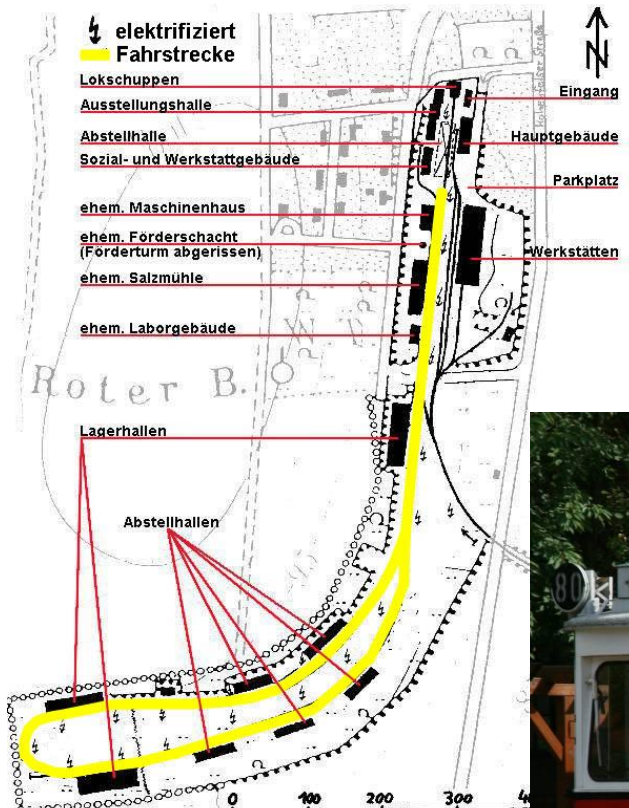 elektrifiziert
Fahrstrecke
N
Lokschuppen
Eingang
Ausstellungshalle
Hauptgebäude
Abstellhalle
Sozial- und Werkstattgebäude
Parkplatz
ehem. Maschinenhaus
ehem. Förderschacht
(Förderturm abgerissen)
Werkstätten
ehem. Salzmühle
ehem. Laborgebäude
Roter B.
Lagerhallen
Abstellhallen
80
0 100 200 300